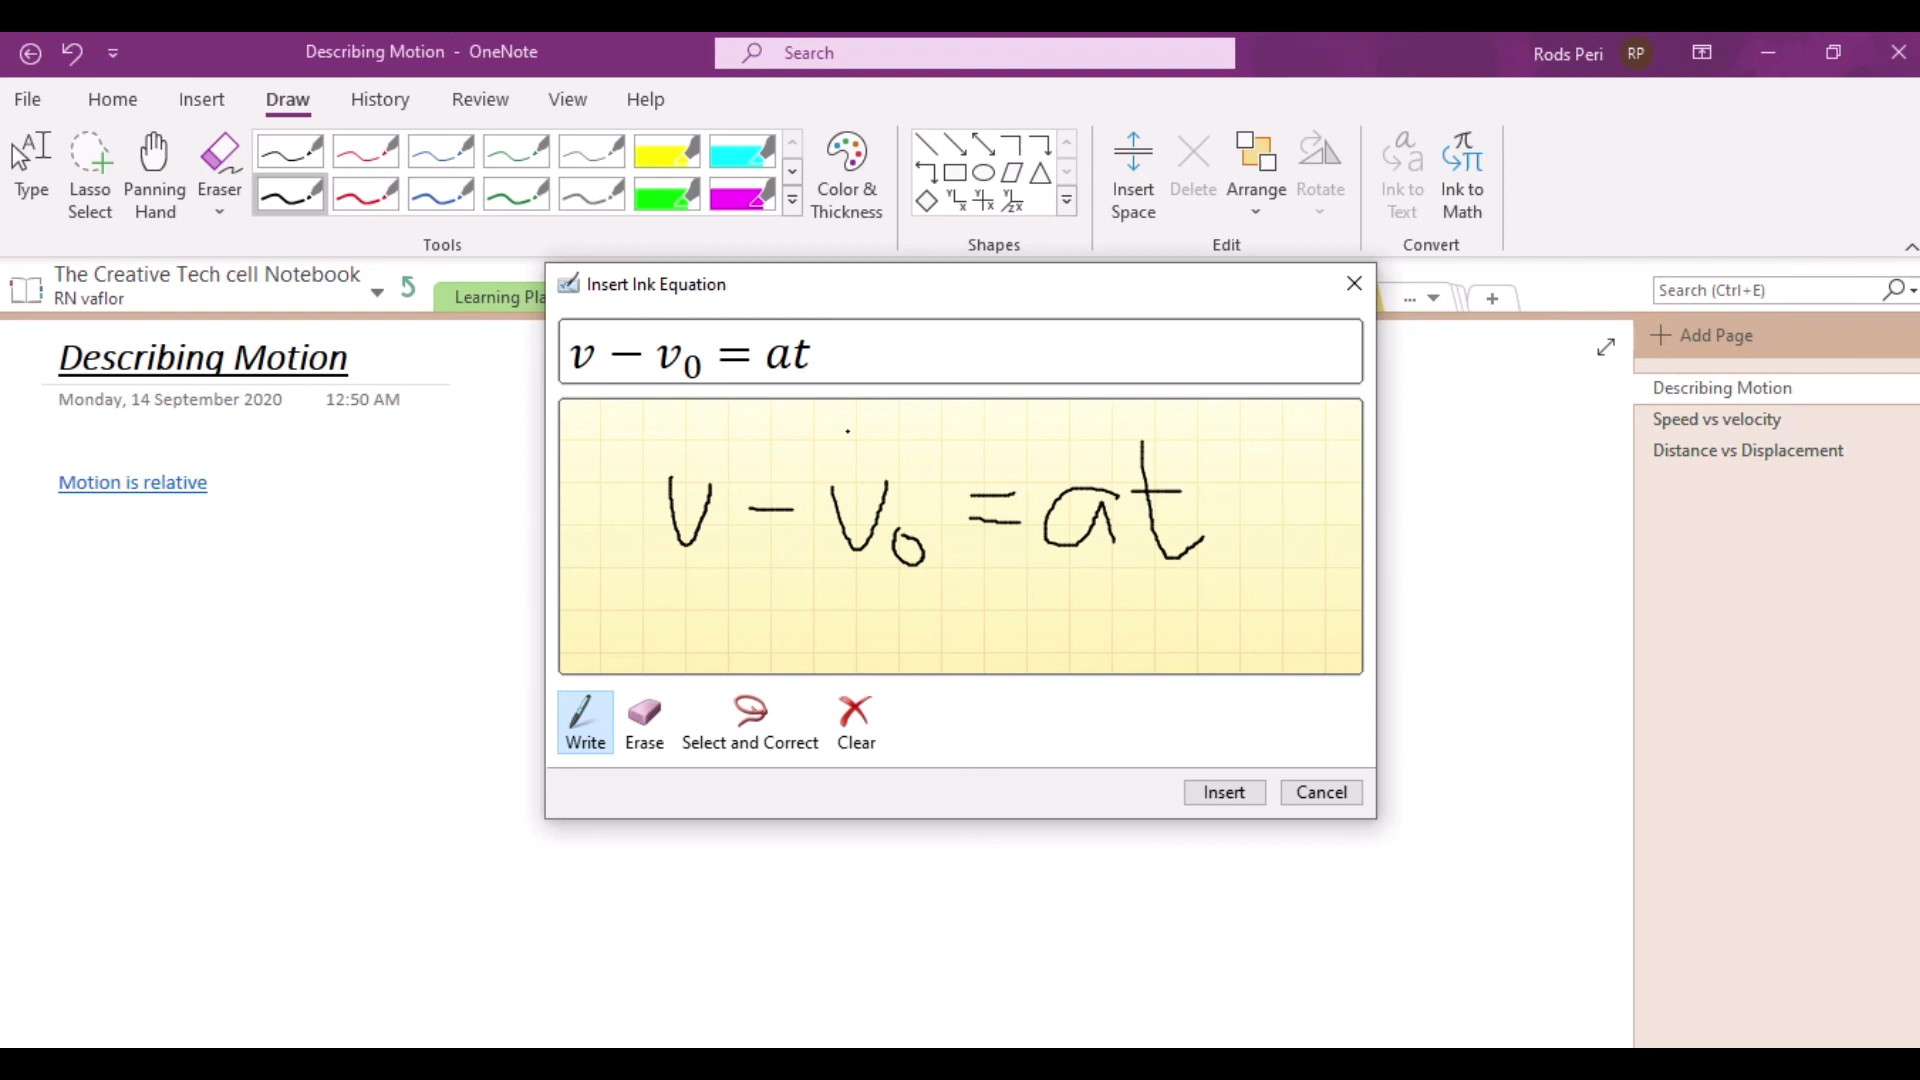 Describing Motion - OneNote
Search
Rods Peri
RP
File Home Insert Draw History Review View Help
Type
Lasso Select
Panning Hand
Eraser
Color & Thickness
Insert Space
Delete
Arrange
Rotate
Ink to Text
Ink to Math
Tools
Shapes
Edit
Convert
The Creative Tech cell Notebook
RN vaflor
Learning Pla
...
Search (Ctrl+E)
Describing Motion
Monday, 14 September 2020 12:50 AM
Motion is relative
Insert Ink Equation
v − v₀ = at
v − v₀ = at
Write Erase Select and Correct Clear
Insert Cancel
Add Page
Describing Motion
Speed vs velocity
Distance vs Displacement